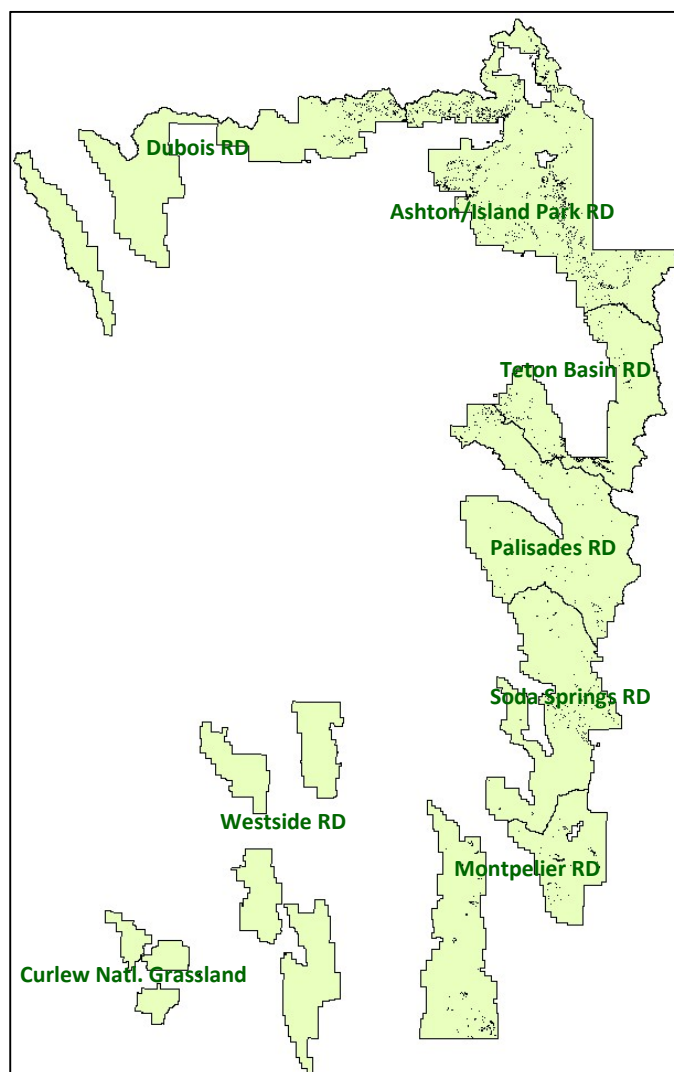 Dubois RD
Ashton/Island Park RD
Teton Basin RD
Palisades RD
Soda Springs RD
Westside RD
Montpelier RD
Curlew Natl. Grassland